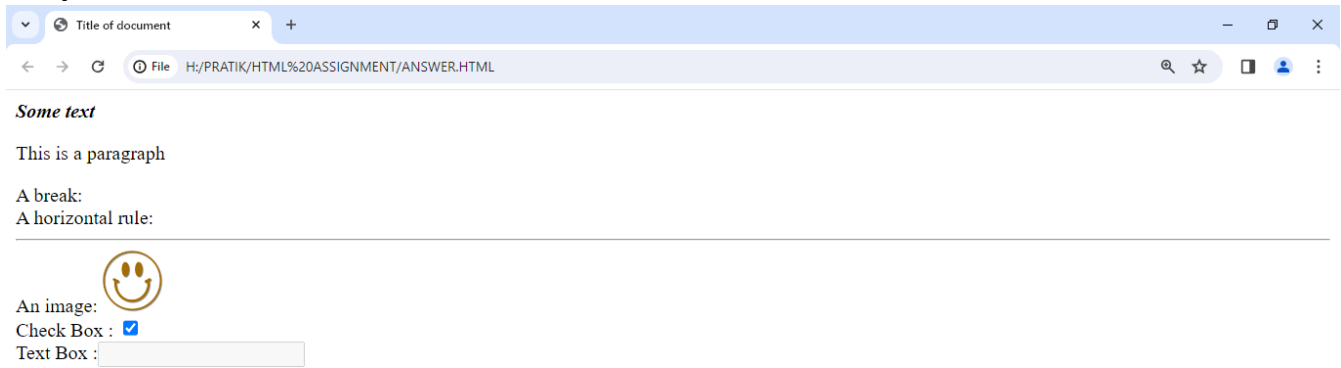 Title of document
File H:/PRATIK/HTML%20ASSIGNMENT/ANSWER.HTML
Some text
This is a paragraph
A break:
A horizontal rule:
An image:
Check Box :
Text Box :